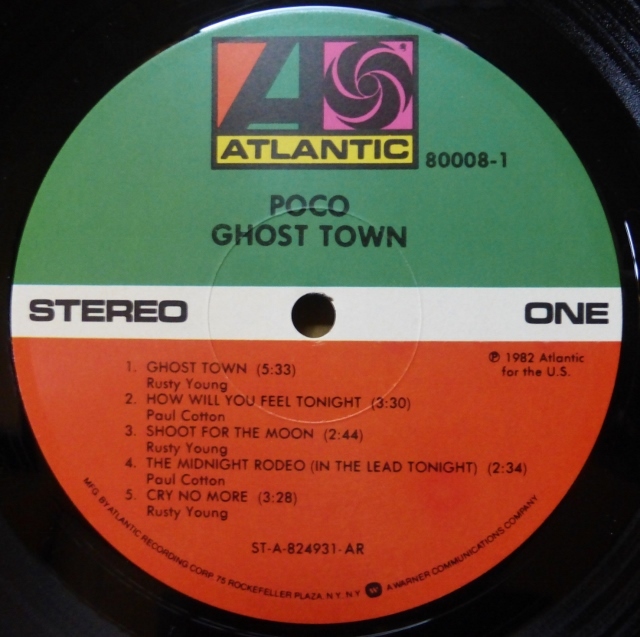 ATLANTIC
80008-1
POCO
GHOST TOWN
STEREO
ONE
℗ 1982 Atlantic
for the U.S.
1. GHOST TOWN (5:33)
Rusty Young
2. HOW WILL YOU FEEL TONIGHT (3:30)
Paul Cotton
3. SHOOT FOR THE MOON (2:44)
Rusty Young
4. THE MIDNIGHT RODEO (IN THE LEAD TONIGHT) (2:34)
Paul Cotton
5. CRY NO MORE (3:28)
Rusty Young
ST-A-824931-AR
MFG. BY ATLANTIC RECORDING CORP. 75 ROCKEFELLER PLAZA, N.Y. N.Y. A WARNER COMMUNICATIONS COMPANY